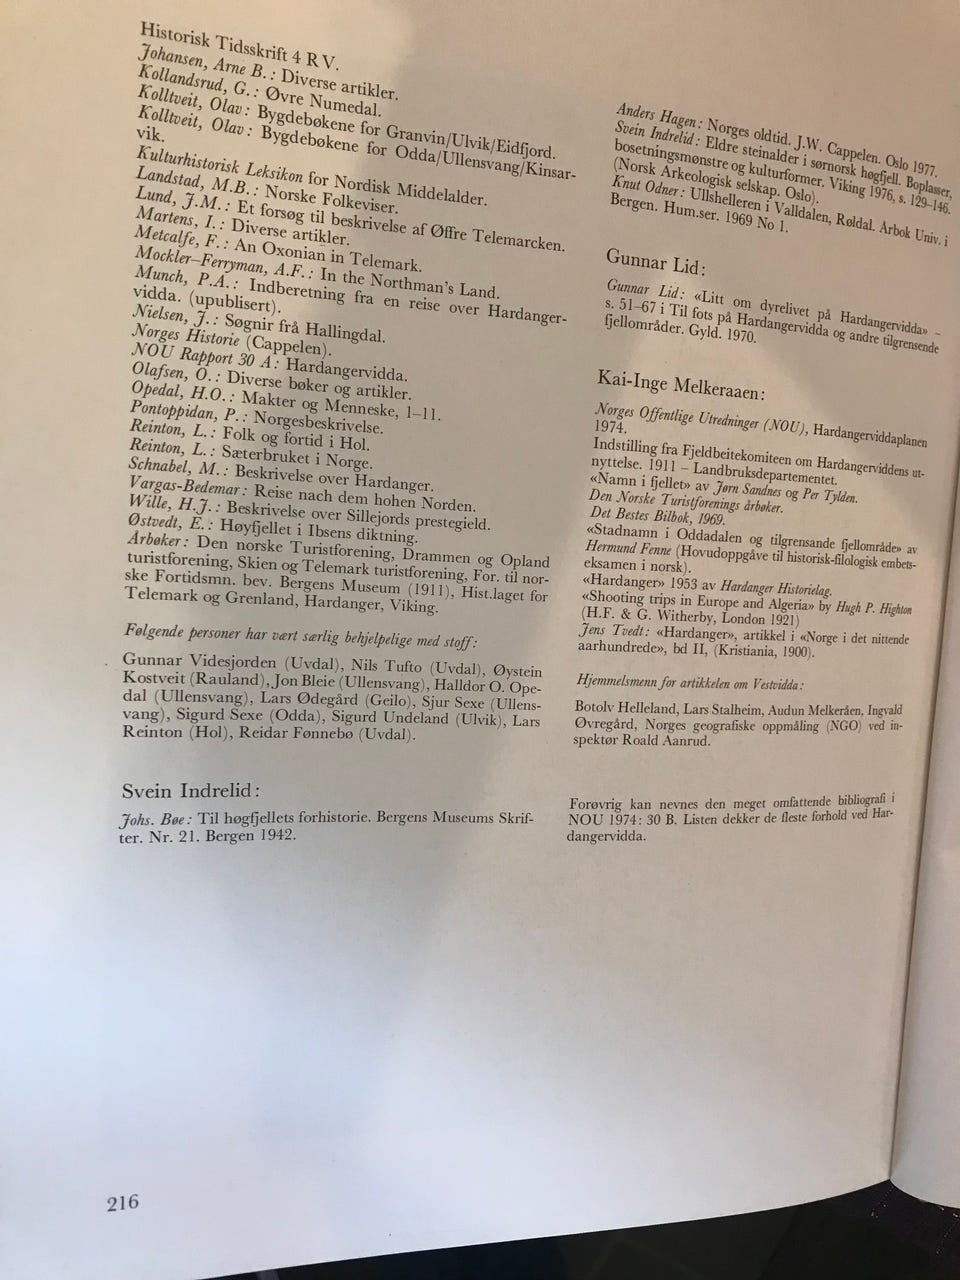 Historisk Tidsskrift 4 R V.
Johansen, Arne B.: Diverse artikler.
Kollandsrud, G.: Øvre Numedal.
Kolltveit, Olav: Bygdebøkene for Granvin/Ulvik/Eidfjord.
Kolltveit, Olav: Bygdebøkene for Odda/Ullensvang/Kinsar-
vik.
Kulturhistorisk Leksikon for Nordisk Middelalder.
Landstad, M.B.: Norske Folkeviser.
Lund, J.M.: Et forsøg til beskrivelse af Øffre Telemarcken.
Martens, I.: Diverse artikler.
Metcalfe, F.: An Oxonian in Telemark.
Mockler–Ferryman, A.F.: In the Northman's Land.
Munch, P.A.: Indberetning fra en reise over Hardanger-
vidda. (upublisert).
Nielsen, J.: Søgnir frå Hallingdal.
Norges Historie (Cappelen).
NOU Rapport 30 A: Hardangervidda.
Olafsen, O.: Diverse bøker og artikler.
Opedal, H.O.: Makter og Menneske, 1–11.
Pontoppidan, P.: Norgesbeskrivelse.
Reinton, L.: Folk og fortid i Hol.
Reinton, L.: Sæterbruket i Norge.
Schnabel, M.: Beskrivelse over Hardanger.
Vargas-Bedemar: Reise nach dem hohen Norden.
Wille, H.J.: Beskrivelse over Sillejords prestegield.
Østvedt, E.: Høyfjellet i Ibsens diktning.
Årbøker: Den norske Turistforening, Drammen og Opland
turistforening, Skien og Telemark turistforening, For. til nor-
ske Fortidsmn. bev. Bergens Museum (1911), Hist.laget for
Telemark og Grenland, Hardanger, Viking.
Følgende personer har vært særlig behjelpelige med stoff:
Gunnar Videsjorden (Uvdal), Nils Tufto (Uvdal), Øystein
Kostveit (Rauland), Jon Bleie (Ullensvang), Halldor O. Ope-
dal (Ullensvang), Lars Ødegård (Geilo), Sjur Sexe (Ullens-
vang), Sigurd Sexe (Odda), Sigurd Undeland (Ulvik), Lars
Reinton (Hol), Reidar Fønnebø (Uvdal).
Svein Indrelid:
Johs. Bøe: Til høgfjellets forhistorie. Bergens Museums Skrif-
ter. Nr. 21. Bergen 1942.
Anders Hagen: Norges oldtid. J.W. Cappelen. Oslo 1977.
Svein Indrelid: Eldre steinalder i sørnorsk høgfjell. Boplasser,
bosetningsmønstre og kulturformer. Viking 1976, s. 129–146.
(Norsk Arkeologisk selskap. Oslo).
Knut Odner: Ullshelleren i Valldalen, Røldal. Årbok Univ. i
Bergen. Hum.ser. 1969 No 1.
Gunnar Lid:
Gunnar Lid: «Litt om dyrelivet på Hardangervidda» –
s. 51–67 i Til fots på Hardangervidda og andre tilgrensende
fjellområder. Gyld. 1970.
Kai-Inge Melkeraaen:
Norges Offentlige Utredninger (NOU), Hardangerviddaplanen
1974.
Indstilling fra Fjeldbeitekomiteen om Hardangerviddens ut-
nyttelse. 1911 – Landbruksdepartementet.
«Namn i fjellet» av Jørn Sandnes og Per Tylden.
Den Norske Turistforenings årbøker.
Det Bestes Bilbok, 1969.
«Stadnamn i Oddadalen og tilgrensande fjellområde» av
Hermund Fenne (Hovudoppgåve til historisk-filologisk embets-
eksamen i norsk).
«Hardanger» 1953 av Hardanger Historielag.
«Shooting trips in Europe and Algeria» by Hugh P. Highton
(H.F. & G. Witherby, London 1921)
Jens Tvedt: «Hardanger», artikkel i «Norge i det nittende
aarhundrede», bd II, (Kristiania, 1900).
Hjemmelsmenn for artikkelen om Vestvidda:
Botolv Helleland, Lars Stalheim, Audun Melkeråen, Ingvald
Øvregård, Norges geografiske oppmåling (NGO) ved in-
spektør Roald Aanrud.
Forøvrig kan nevnes den meget omfattende bibliografi i
NOU 1974: 30 B. Listen dekker de fleste forhold ved Har-
dangervidda.
216